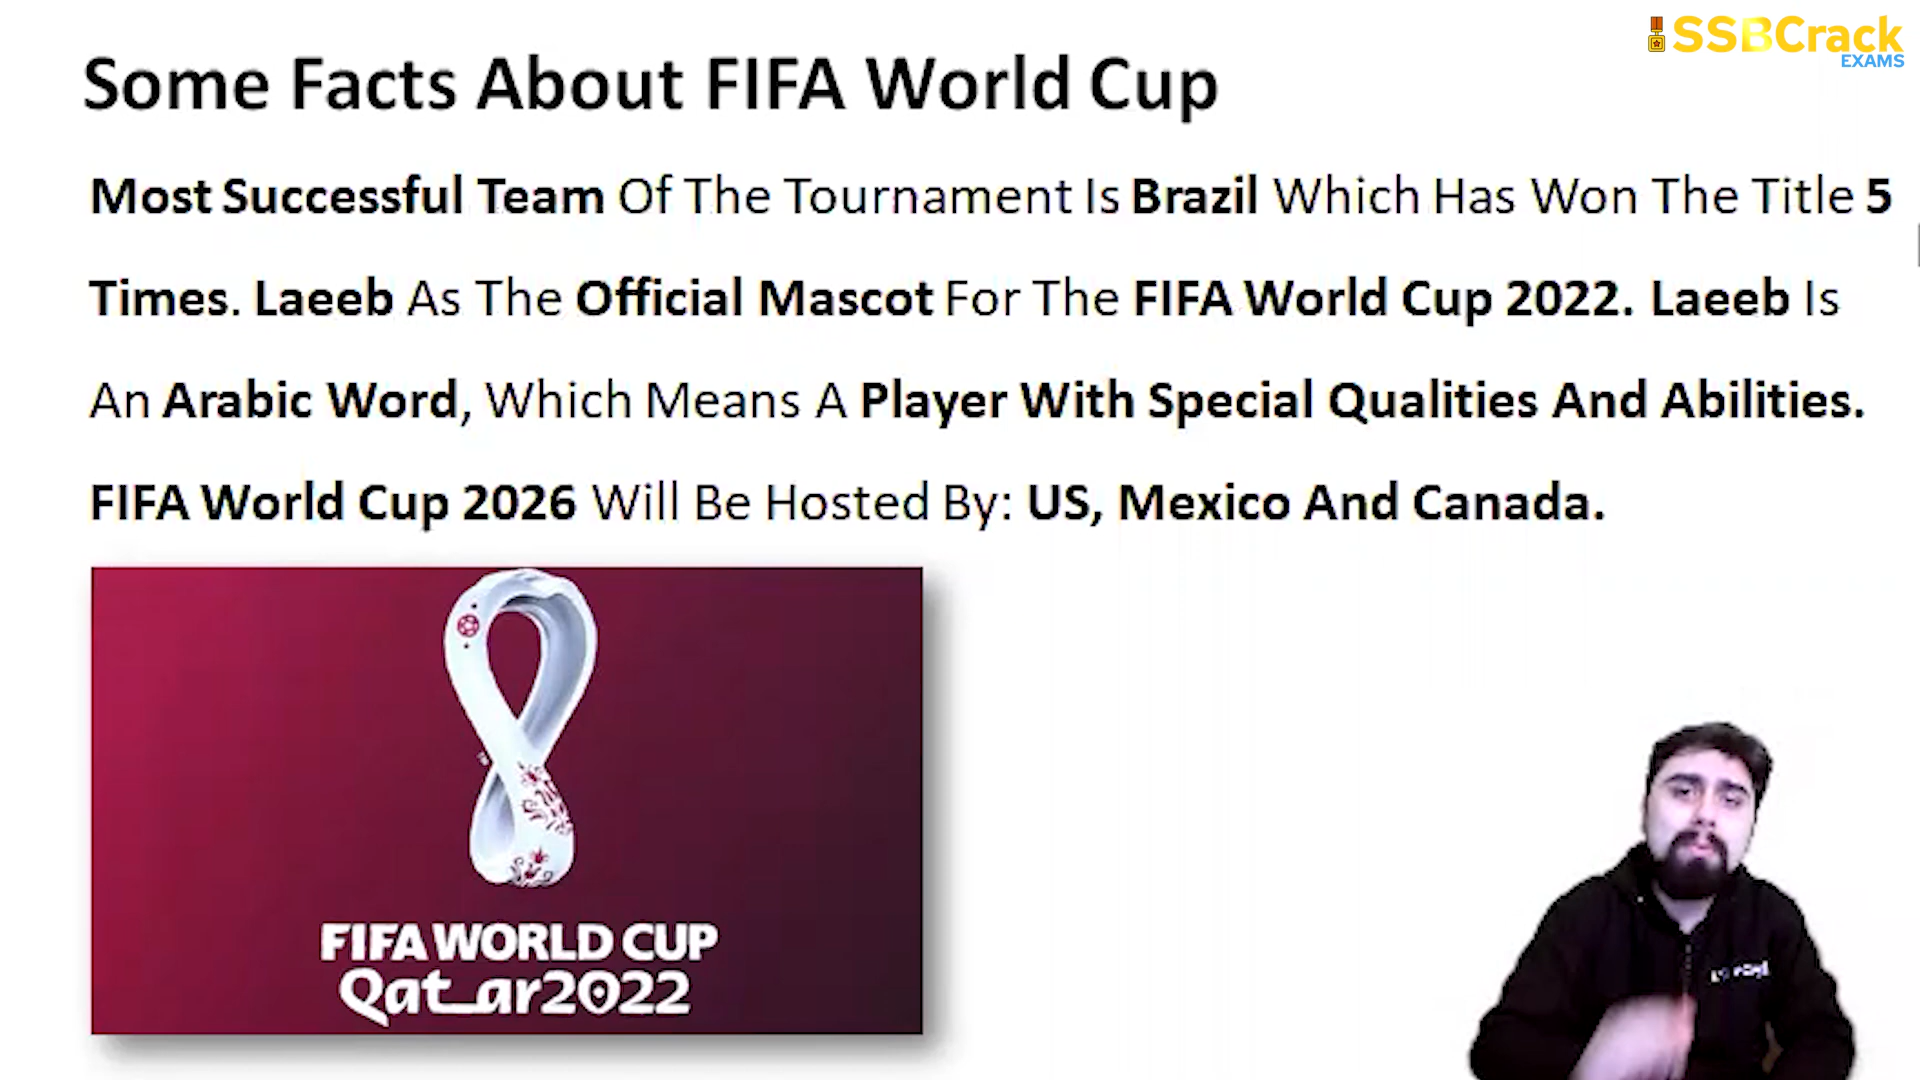 SSBCrack
EXAMS
Some Facts About FIFA World Cup
Most Successful Team Of The Tournament Is Brazil Which Has Won The Title 5
Times. Laeeb As The Official Mascot For The FIFA World Cup 2022. Laeeb Is
An Arabic Word, Which Means A Player With Special Qualities And Abilities.
FIFA World Cup 2026 Will Be Hosted By: US, Mexico And Canada.
FIFA WORLD CUP
Qatar2022